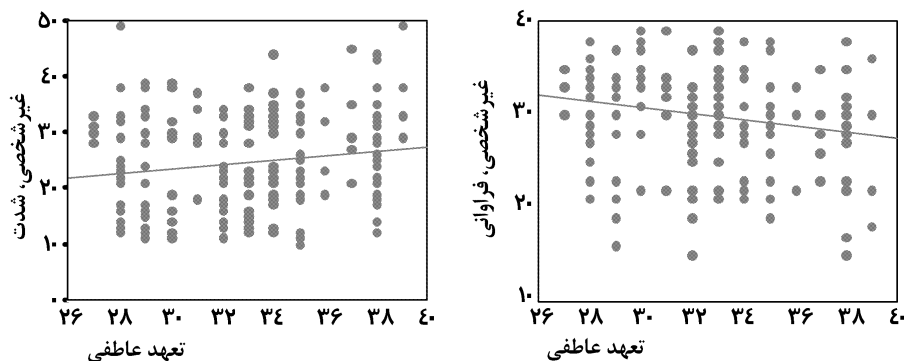 غیرشخصی، شدت
۵۰
۴۰
۳۰
۲۰
۱۰
۰۰
۲۶ ۲۸ ۳۰ ۳۲ ۳۴ ۳۶ ۳۸ ۴۰
تعهد عاطفی
غیرشخصی، فراوانی
۴۰
۳۰
۲۰
۱۰
۲۶ ۲۸ ۳۰ ۳۲ ۳۴ ۳۶ ۳۸ ۴۰
تعهد عاطفی